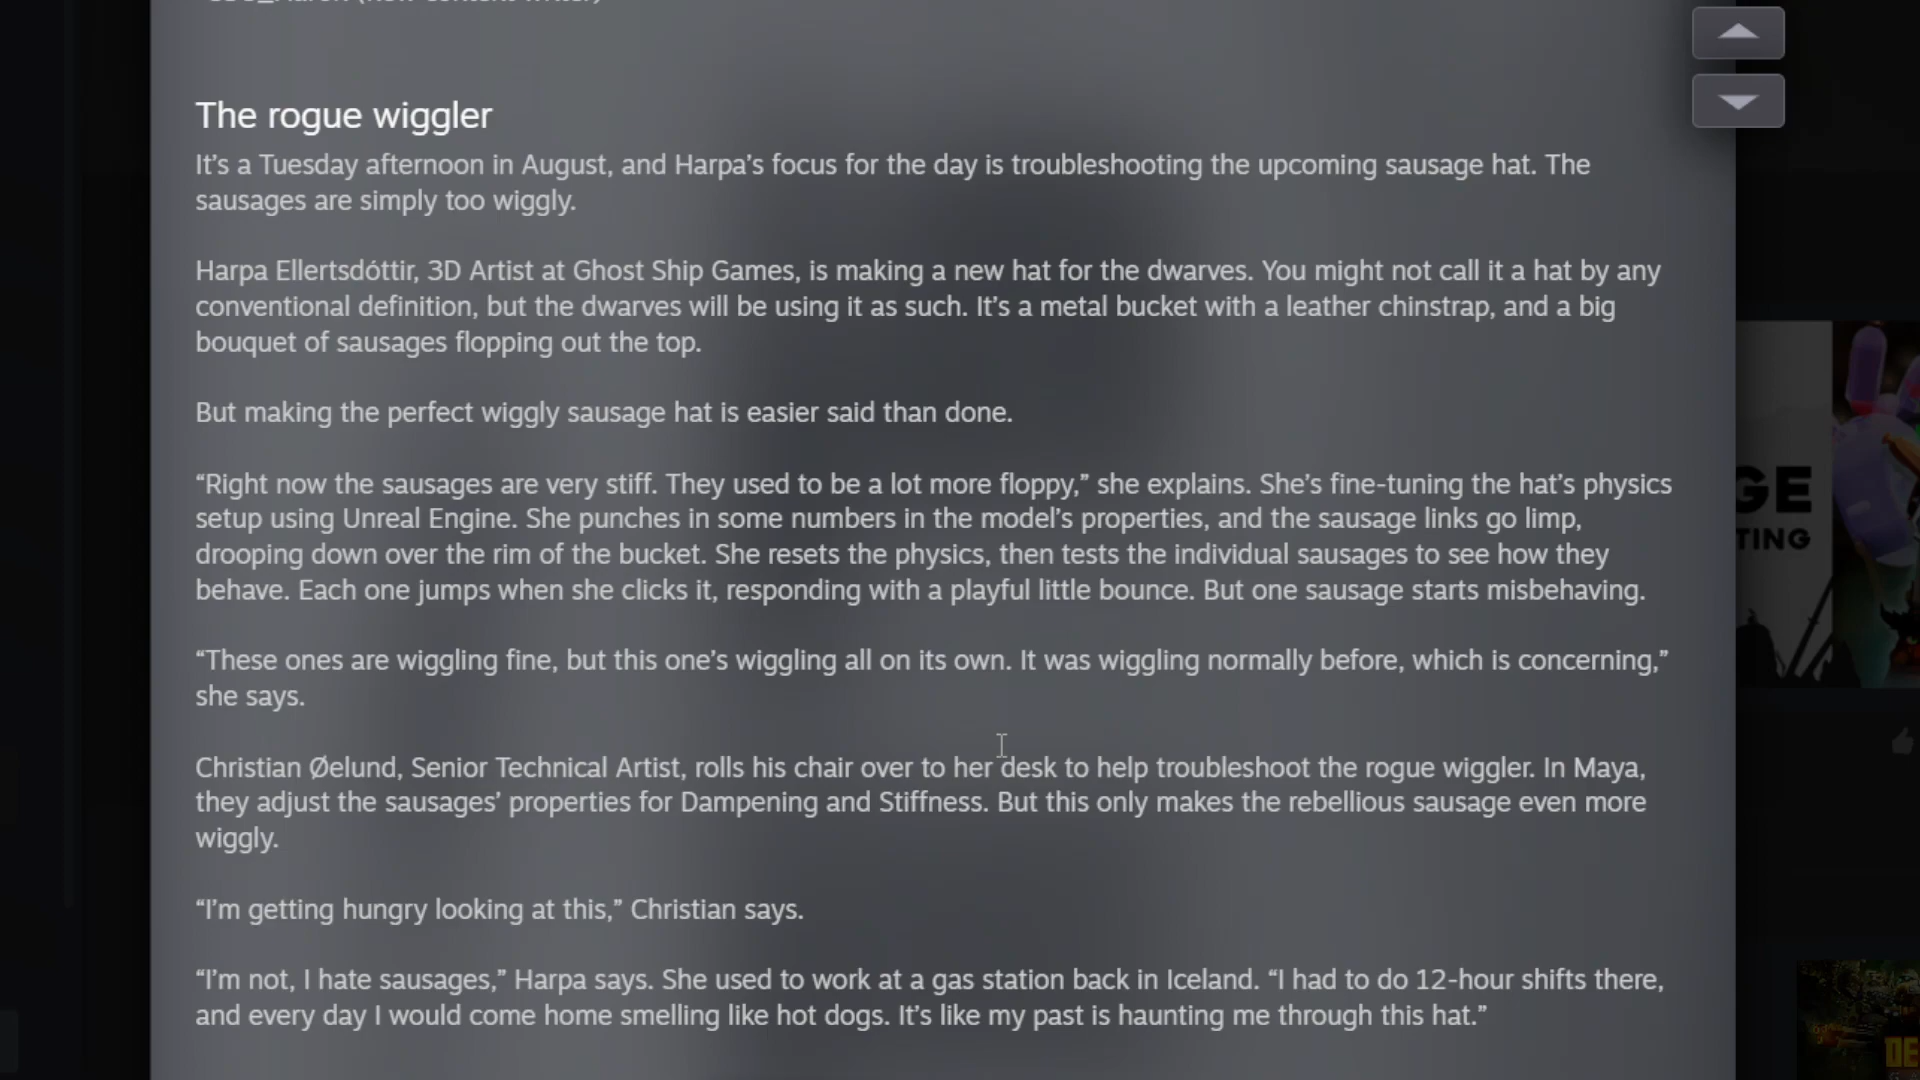 The rogue wiggler
It’s a Tuesday afternoon in August, and Harpa’s focus for the day is troubleshooting the upcoming sausage hat. The
sausages are simply too wiggly.
Harpa Ellertsdóttir, 3D Artist at Ghost Ship Games, is making a new hat for the dwarves. You might not call it a hat by any
conventional definition, but the dwarves will be using it as such. It’s a metal bucket with a leather chinstrap, and a big
bouquet of sausages flopping out the top.
But making the perfect wiggly sausage hat is easier said than done.
“Right now the sausages are very stiff. They used to be a lot more floppy,” she explains. She’s fine-tuning the hat’s physics
setup using Unreal Engine. She punches in some numbers in the model’s properties, and the sausage links go limp,
drooping down over the rim of the bucket. She resets the physics, then tests the individual sausages to see how they
behave. Each one jumps when she clicks it, responding with a playful little bounce. But one sausage starts misbehaving.
“These ones are wiggling fine, but this one’s wiggling all on its own. It was wiggling normally before, which is concerning,”
she says.
Christian Øelund, Senior Technical Artist, rolls his chair over to her desk to help troubleshoot the rogue wiggler. In Maya,
they adjust the sausages’ properties for Dampening and Stiffness. But this only makes the rebellious sausage even more
wiggly.
“I’m getting hungry looking at this,” Christian says.
“I’m not, I hate sausages,” Harpa says. She used to work at a gas station back in Iceland. “I had to do 12-hour shifts there,
and every day I would come home smelling like hot dogs. It’s like my past is haunting me through this hat.”
GE
TING
DE